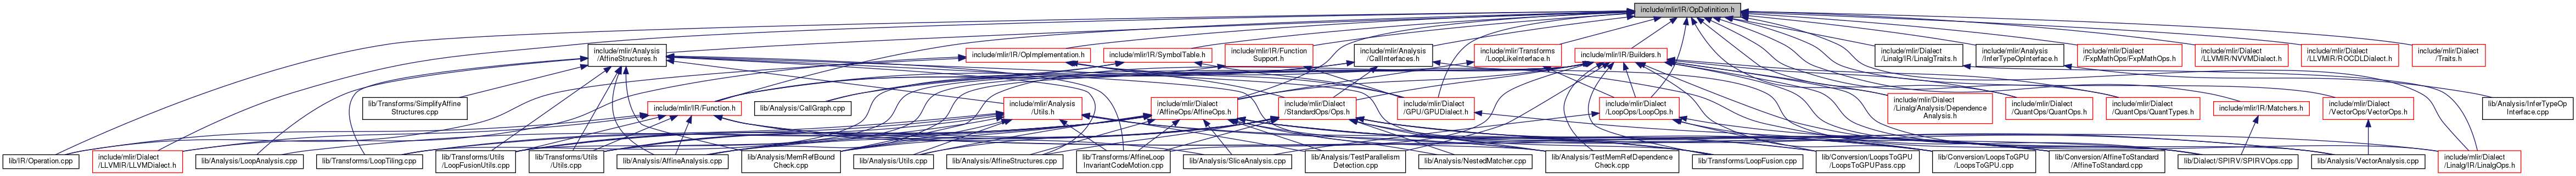 include/mlir/IR/OpDefinition.h
include/mlir/Analysis
/AffineStructures.h
include/mlir/IR/OpImplementation.h
include/mlir/IR/SymbolTable.h
include/mlir/IR/Function
Support.h
include/mlir/Analysis
/CallInterfaces.h
include/mlir/Transforms
/LoopLikeInterface.h
include/mlir/IR/Builders.h
include/mlir/Dialect
/Linalg/IR/LinalgTraits.h
include/mlir/Analysis
/InferTypeOpInterface.h
include/mlir/Dialect
/FxpMathOps/FxpMathOps.h
include/mlir/Dialect
/LLVMIR/NVVMDialect.h
include/mlir/Dialect
/LLVMIR/ROCDLDialect.h
include/mlir/Dialect
/Traits.h
lib/Transforms/SimplifyAffine
Structures.cpp
include/mlir/IR/Function.h
lib/Analysis/CallGraph.cpp
include/mlir/Analysis
/Utils.h
include/mlir/Dialect
/AffineOps/AffineOps.h
include/mlir/Dialect
/StandardOps/Ops.h
include/mlir/Dialect
/GPU/GPUDialect.h
include/mlir/Dialect
/LoopOps/LoopOps.h
include/mlir/Dialect
/Linalg/Analysis/Dependence
Analysis.h
include/mlir/Dialect
/QuantOps/QuantOps.h
include/mlir/Dialect
/QuantOps/QuantTypes.h
include/mlir/IR/Matchers.h
include/mlir/Dialect
/VectorOps/VectorOps.h
lib/Analysis/InferTypeOp
Interface.cpp
lib/IR/Operation.cpp
include/mlir/Dialect
/LLVMIR/LLVMDialect.h
lib/Analysis/LoopAnalysis.cpp
lib/Transforms/LoopTiling.cpp
lib/Transforms/Utils
/LoopFusionUtils.cpp
lib/Transforms/Utils
/Utils.cpp
lib/Analysis/AffineAnalysis.cpp
lib/Analysis/MemRefBound
Check.cpp
lib/Analysis/Utils.cpp
lib/Analysis/AffineStructures.cpp
lib/Transforms/AffineLoop
InvariantCodeMotion.cpp
lib/Analysis/SliceAnalysis.cpp
lib/Analysis/TestParallelism
Detection.cpp
lib/Analysis/NestedMatcher.cpp
lib/Analysis/TestMemRefDependence
Check.cpp
lib/Transforms/LoopFusion.cpp
lib/Conversion/LoopsToGPU
/LoopsToGPUPass.cpp
lib/Conversion/LoopsToGPU
/LoopsToGPU.cpp
lib/Conversion/AffineToStandard
/AffineToStandard.cpp
lib/Dialect/SPIRV/SPIRVOps.cpp
lib/Analysis/VectorAnalysis.cpp
include/mlir/Dialect
/Linalg/IR/LinalgOps.h